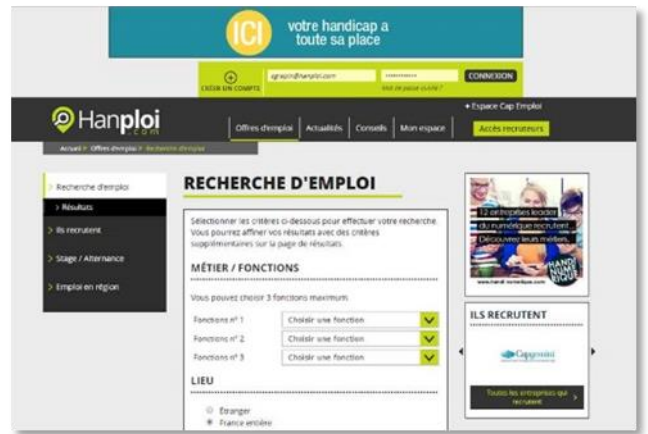 ICI
votre handicap a
toute sa place
CRÉER UN COMPTE
CONNEXION
Hanploi
.com
Offres d'emploi
Actualités
Conseils
Mon espace
+ Espace Cap Emploi
Accès recruteurs
Accueil > Offres d'emploi > Recherche d'emploi
> Recherche d'emploi
> Résultats
> Ils recrutent
> Stage / Alternance
> Emploi en région
RECHERCHE D'EMPLOI
Sélectionner les critères ci-dessous pour effectuer votre recherche.
Vous pourrez affiner vos résultats avec des critères
supplémentaires sur la page de résultats.
MÉTIER / FONCTIONS
Vous pouvez choisir 3 fonctions maximum
Fonctions n° 1 Choisir une fonction
Fonctions n° 2 Choisir une fonction
Fonctions n° 3 Choisir une fonction
LIEU
Étranger
France entière
12 entreprises leader
du numérique recrutent...
Découvrez leurs métiers.
HANDI
NUMÉ
RIQUE
www.handi-numerique.com
ILS RECRUTENT
Capgemini
Toutes les entreprises qui
recrutent >